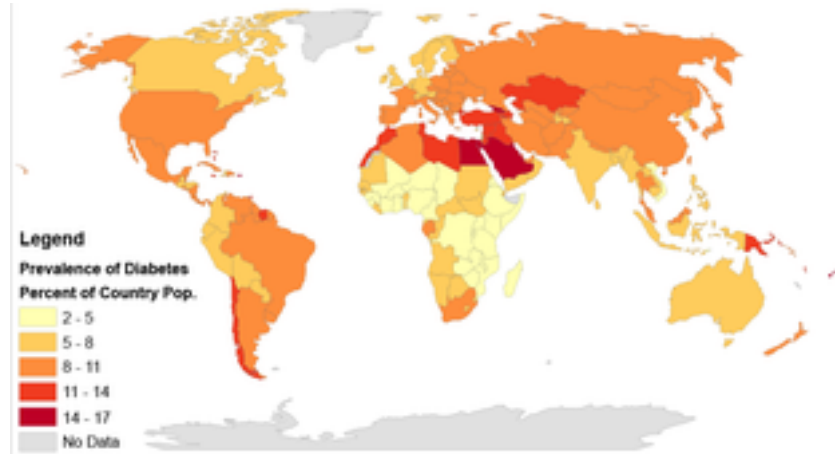 Legend
Prevalence of Diabetes
Percent of Country Pop.
2 - 5
5 - 8
8 - 11
11 - 14
14 - 17
No Data